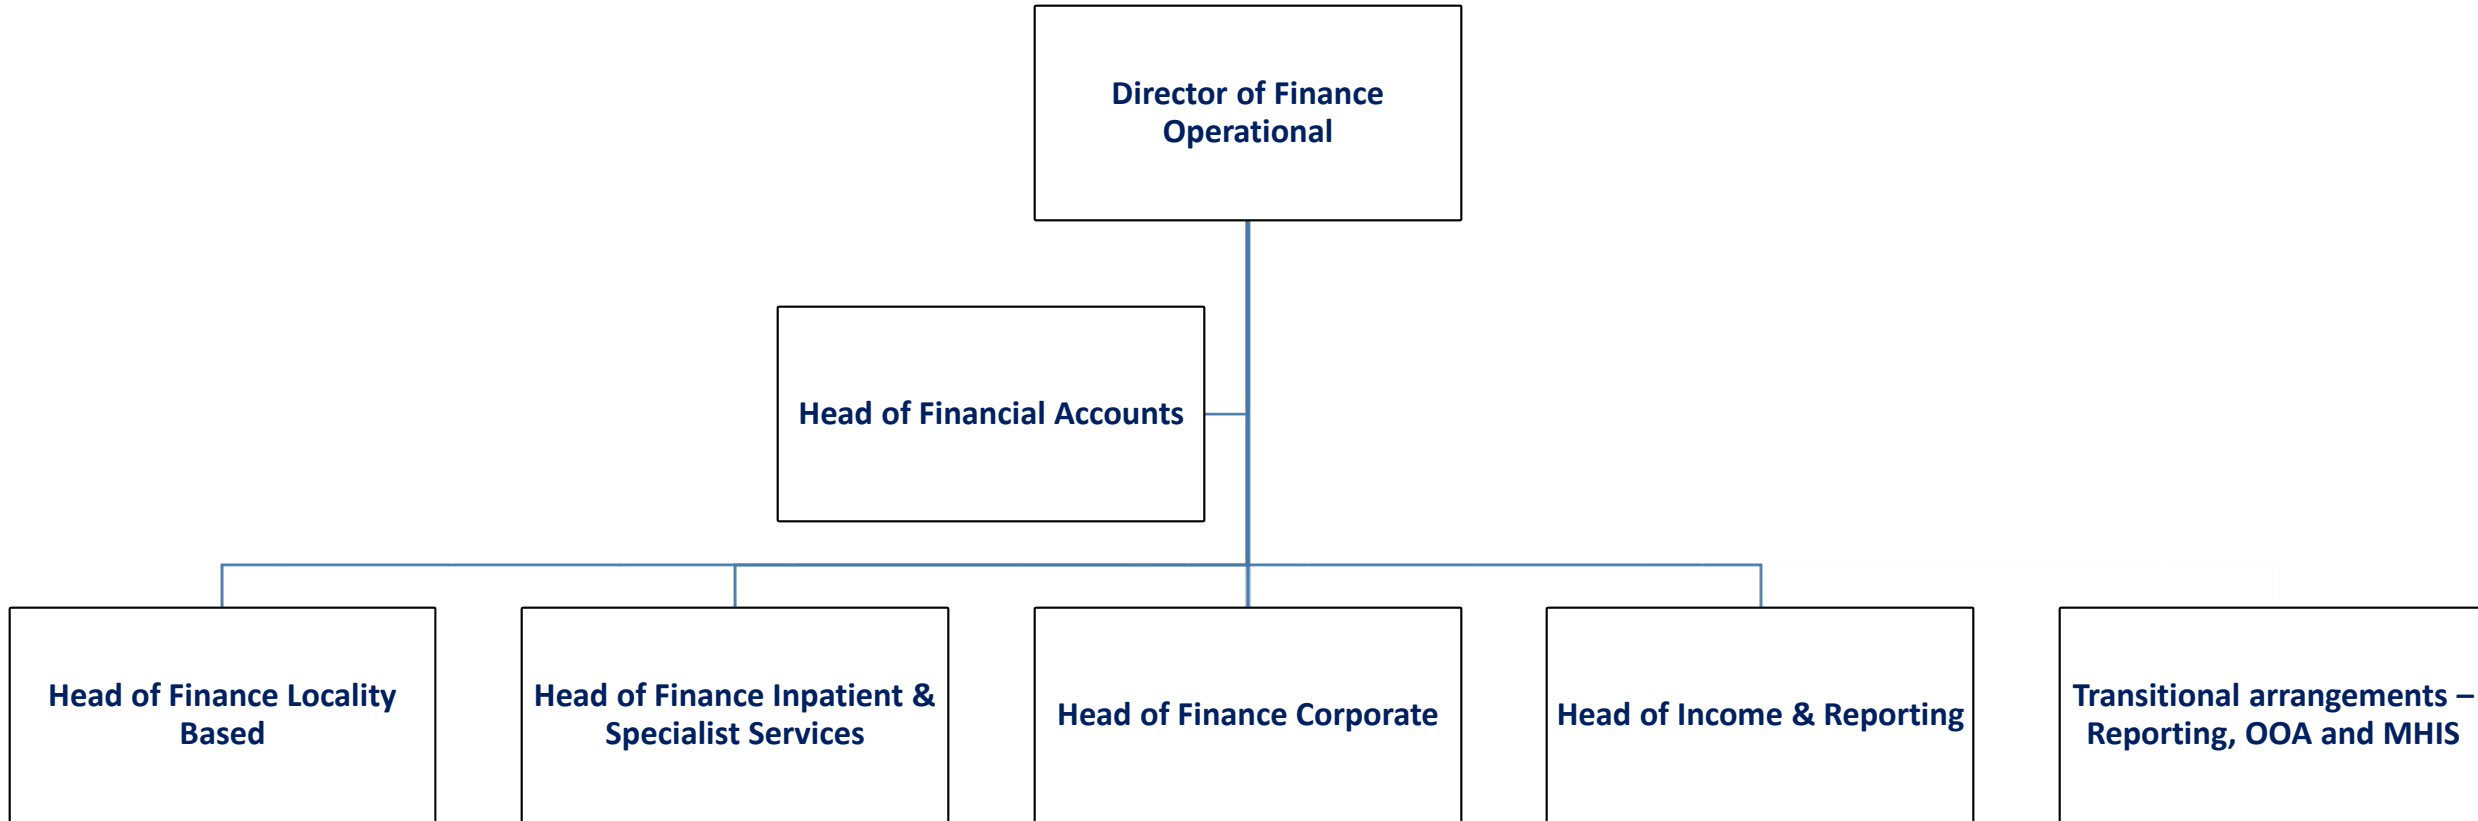 Director of Finance
Operational
Head of Financial Accounts
Head of Finance Locality
Based
Head of Finance Inpatient &
Specialist Services
Head of Finance Corporate
Head of Income & Reporting
Transitional arrangements –
Reporting, OOA and MHIS